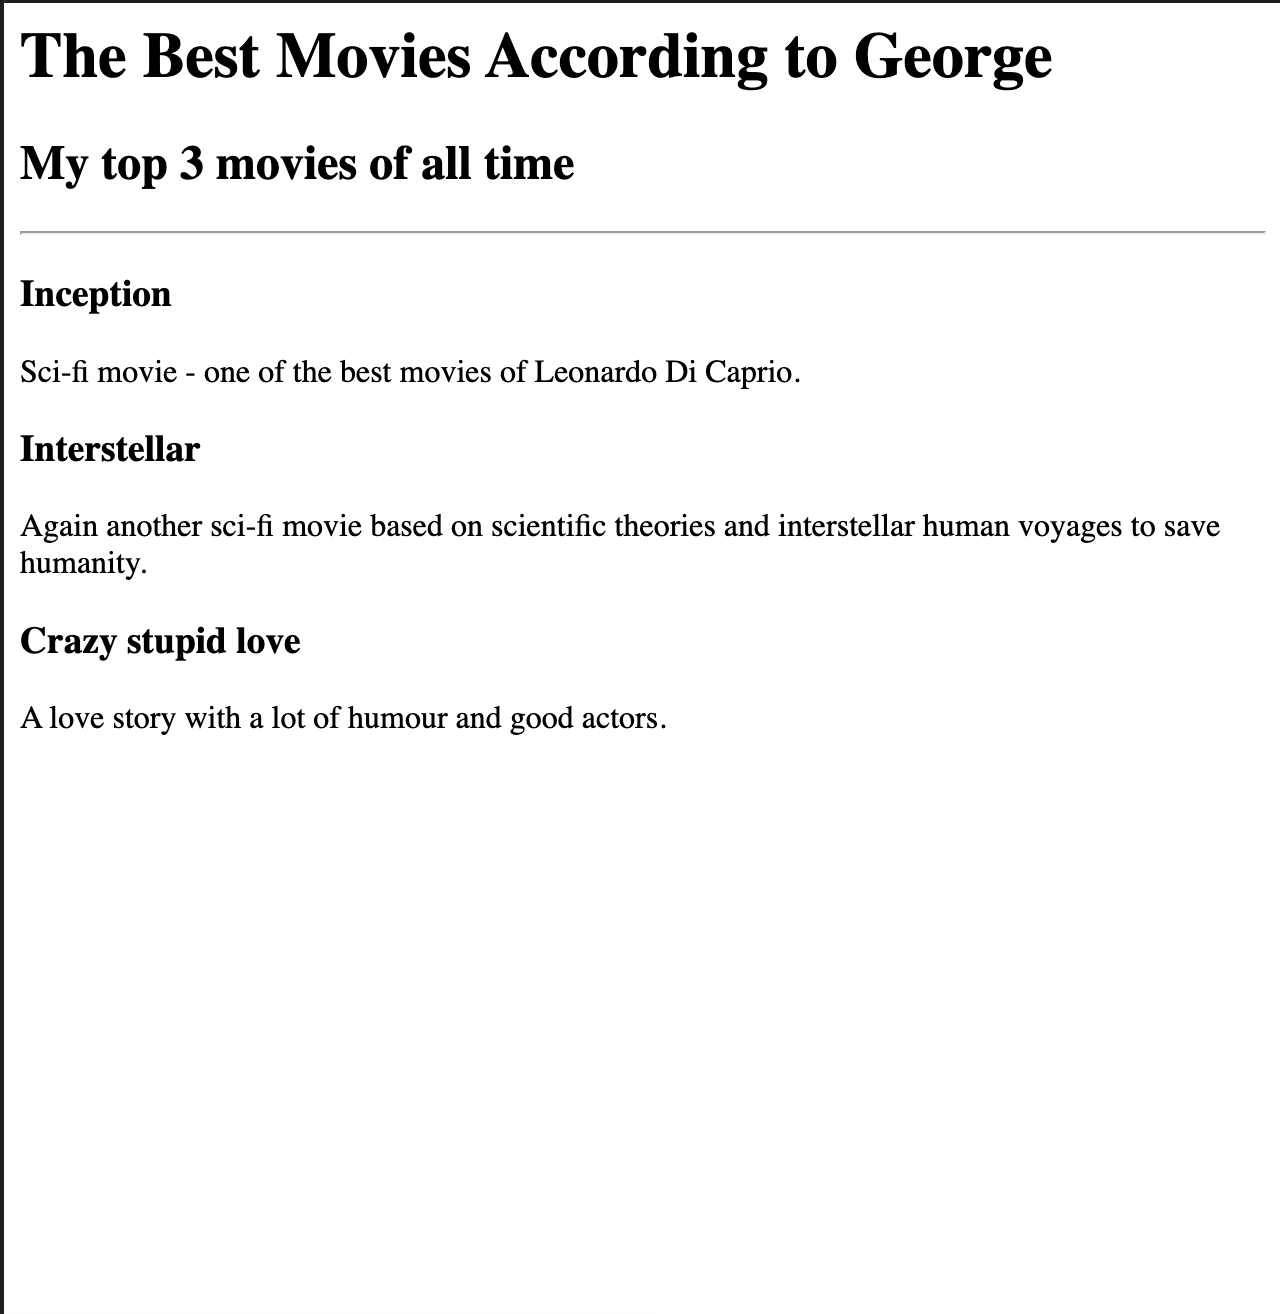 The Best Movies According to George
My top 3 movies of all time
Inception
Sci-fi movie - one of the best movies of Leonardo Di Caprio.
Interstellar
Again another sci-fi movie based on scientific theories and interstellar human voyages to save
humanity.
Crazy stupid love
A love story with a lot of humour and good actors.